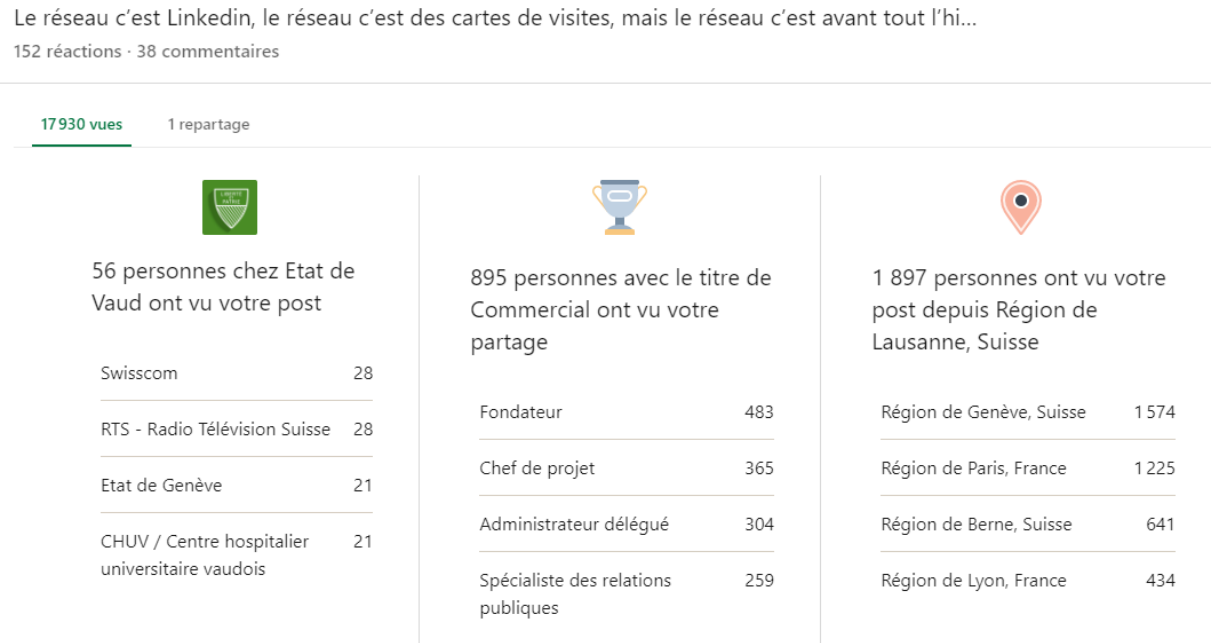 Le réseau c’est Linkedin, le réseau c’est des cartes de visites, mais le réseau c’est avant tout l’hi...
152 réactions · 38 commentaires
17 930 vues
1 repartage
LIBERTÉ
ET
PATRIE
56 personnes chez Etat de
Vaud ont vu votre post
Swisscom 28
RTS - Radio Télévision Suisse 28
Etat de Genève 21
CHUV / Centre hospitalier 21
universitaire vaudois
895 personnes avec le titre de
Commercial ont vu votre
partage
Fondateur 483
Chef de projet 365
Administrateur délégué 304
Spécialiste des relations 259
publiques
1 897 personnes ont vu votre
post depuis Région de
Lausanne, Suisse
Région de Genève, Suisse 1 574
Région de Paris, France 1 225
Région de Berne, Suisse 641
Région de Lyon, France 434